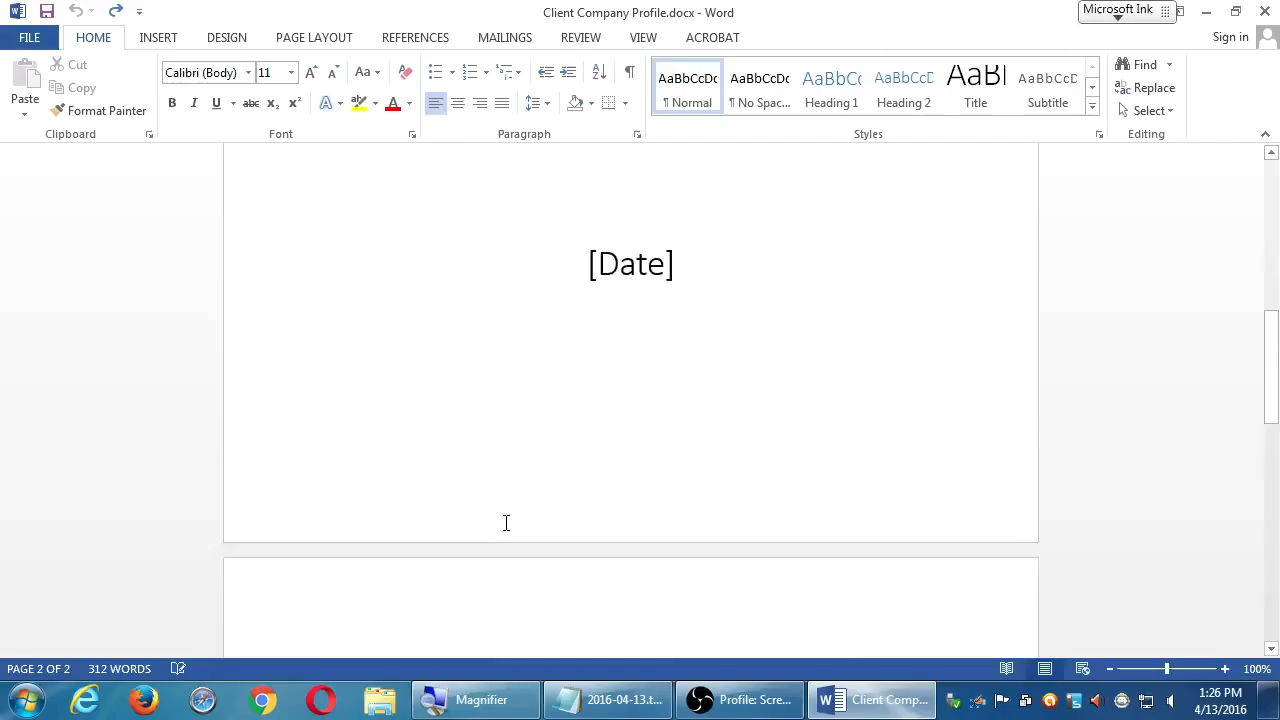 Client Company Profile.docx - Word
Microsoft Ink
FILE HOME INSERT DESIGN PAGE LAYOUT REFERENCES MAILINGS REVIEW VIEW ACROBAT Sign in
Paste
Cut
Copy
Format Painter
Clipboard
Calibri (Body) 11
Font
Paragraph
AaBbCcDc AaBbCcDc AaBbCc AaBbCcD AaBl AaBbCcD
¶ Normal ¶ No Spac... Heading 1 Heading 2 Title Subtitle
Styles
Find
Replace
Select
Editing
[Date]
PAGE 2 OF 2 312 WORDS 100%
Magnifier 2016-04-13.t... Profile: Scre... Client Comp... 1:26 PM
4/13/2016